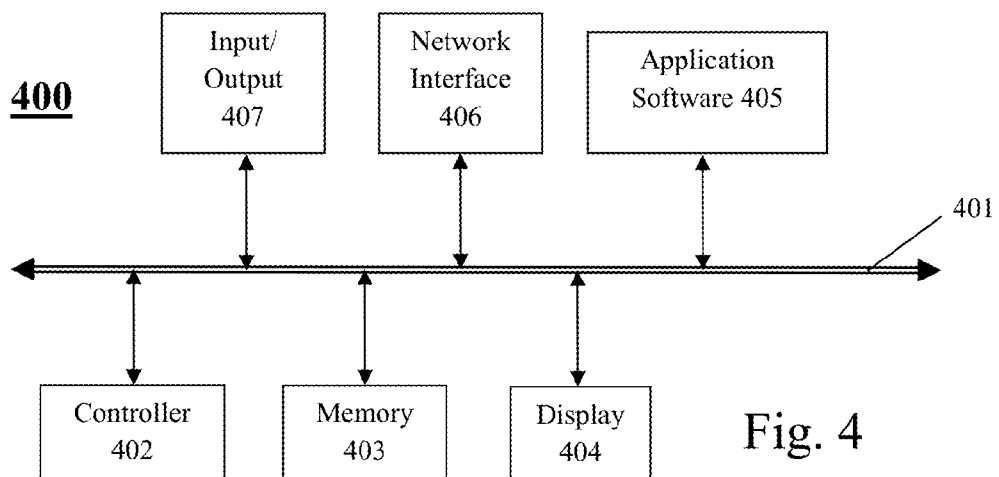 400
Input/
Output
407
Network
Interface
406
Application
Software 405
401
Controller
402
Memory
403
Display
404
Fig. 4